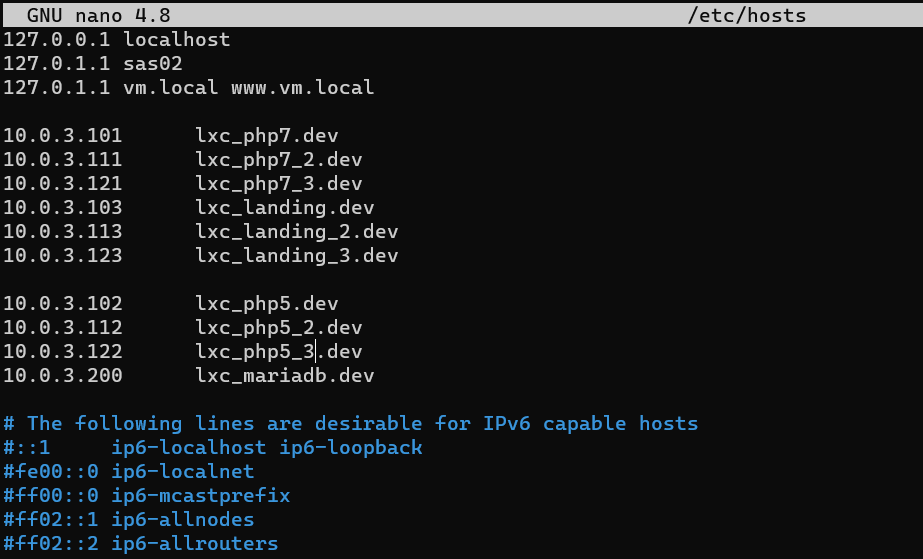 GNU nano 4.8 /etc/hosts
127.0.0.1 localhost
127.0.1.1 sas02
127.0.1.1 vm.local www.vm.local
10.0.3.101 lxc_php7.dev
10.0.3.111 lxc_php7_2.dev
10.0.3.121 lxc_php7_3.dev
10.0.3.103 lxc_landing.dev
10.0.3.113 lxc_landing_2.dev
10.0.3.123 lxc_landing_3.dev
10.0.3.102 lxc_php5.dev
10.0.3.112 lxc_php5_2.dev
10.0.3.122 lxc_php5_3.dev
10.0.3.200 lxc_mariadb.dev
# The following lines are desirable for IPv6 capable hosts
#::1 ip6-localhost ip6-loopback
#fe00::0 ip6-localnet
#ff00::0 ip6-mcastprefix
#ff02::1 ip6-allnodes
#ff02::2 ip6-allrouters